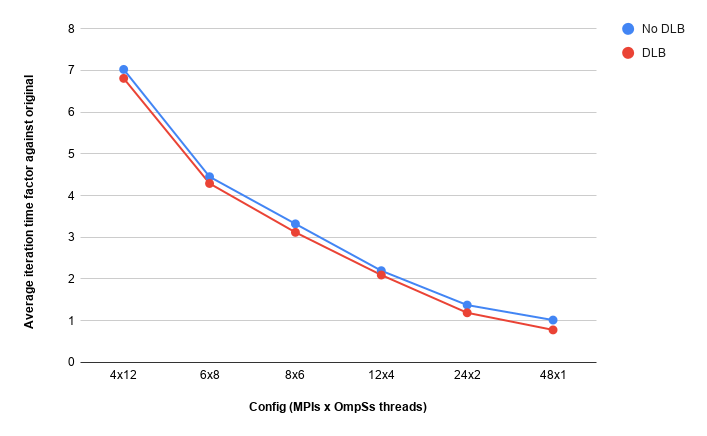 8
7
6
5
4
3
2
1
0
Average iteration time factor against original
4x12
6x8
8x6
12x4
24x2
48x1
Config (MPIs x OmpSs threads)
No DLB
DLB